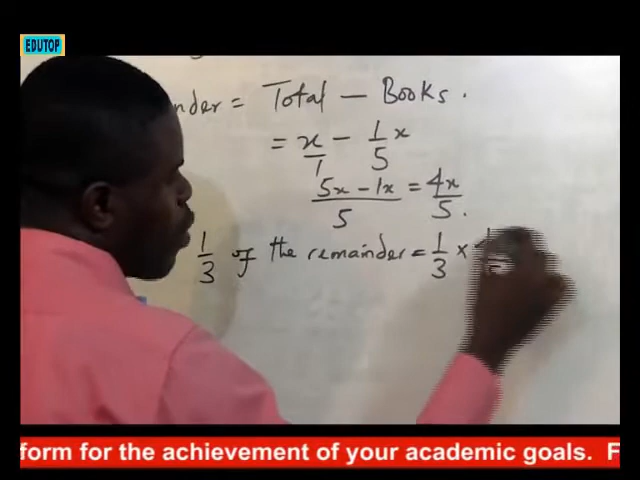 EDUTOP
nder = Total - Books.
= x/1 - 1/5 x
5x - 1x / 5 = 4x / 5.
1/3 of the remainder = 1/3 ×
form for the achievement of your academic goals. F